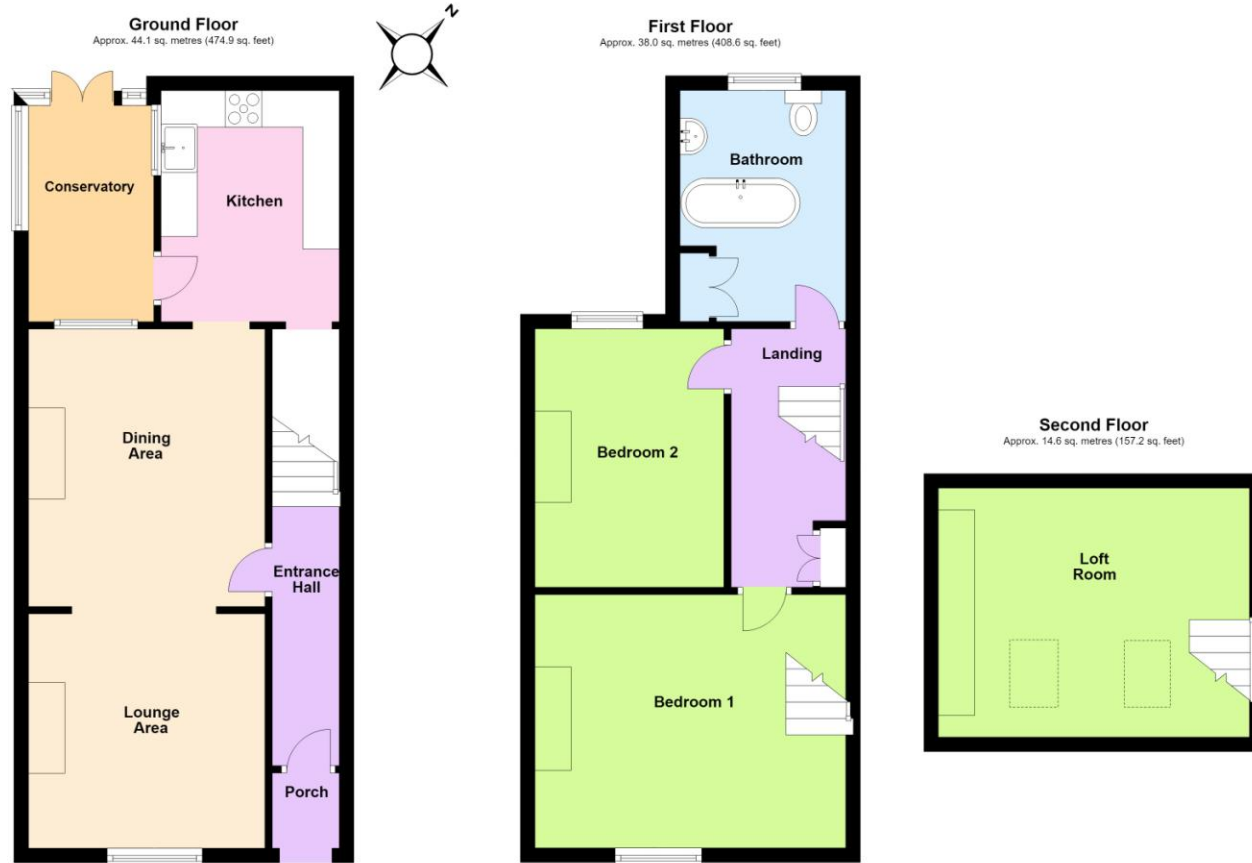 Ground Floor
Approx. 44.1 sq. metres (474.9 sq. feet)
N
Conservatory
Kitchen
Dining
Area
Entrance
Hall
Lounge
Area
Porch
First Floor
Approx. 38.0 sq. metres (408.6 sq. feet)
Bathroom
Landing
Bedroom 2
Bedroom 1
Second Floor
Approx. 14.6 sq. metres (157.2 sq. feet)
Loft
Room